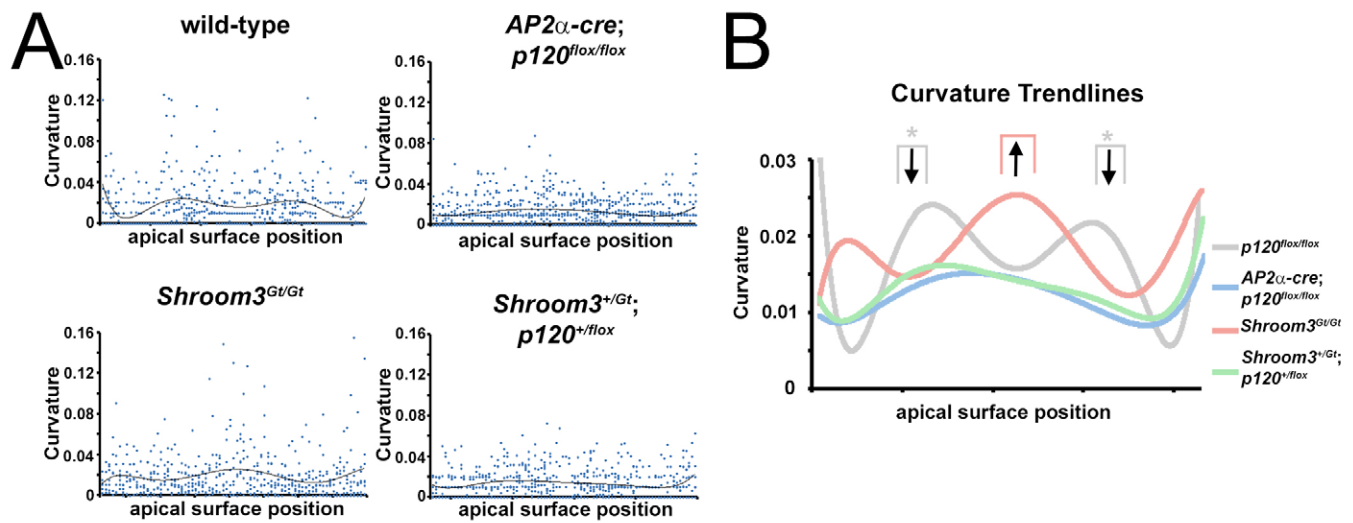 A
wild-type
0.16
0.12
0.08
0.04
0
Curvature
apical surface position
AP2α-cre;
p120flox/flox
0.16
0.12
0.08
0.04
0
Curvature
apical surface position
Shroom3Gt/Gt
0.16
0.12
0.08
0.04
0
Curvature
apical surface position
Shroom3+/Gt;
p120+/flox
0.16
0.12
0.08
0.04
0
Curvature
apical surface position
B
Curvature Trendlines
* *
0.03
0.02
0.01
0
Curvature
apical surface position
p120flox/flox
AP2α-cre;
p120flox/flox
Shroom3Gt/Gt
Shroom3+/Gt;
p120+/flox